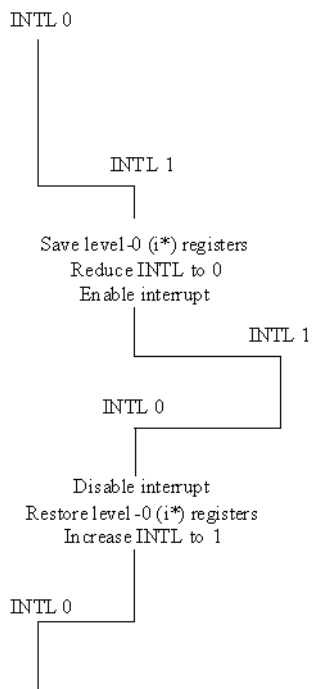 INTL 0
INTL 1
Save level-0 (i*) registers
Reduce INTL to 0
Enable interrupt
INTL 1
INTL 0
Disable interrupt
Restore level-0 (i*) registers
Increase INTL to 1
INTL 0